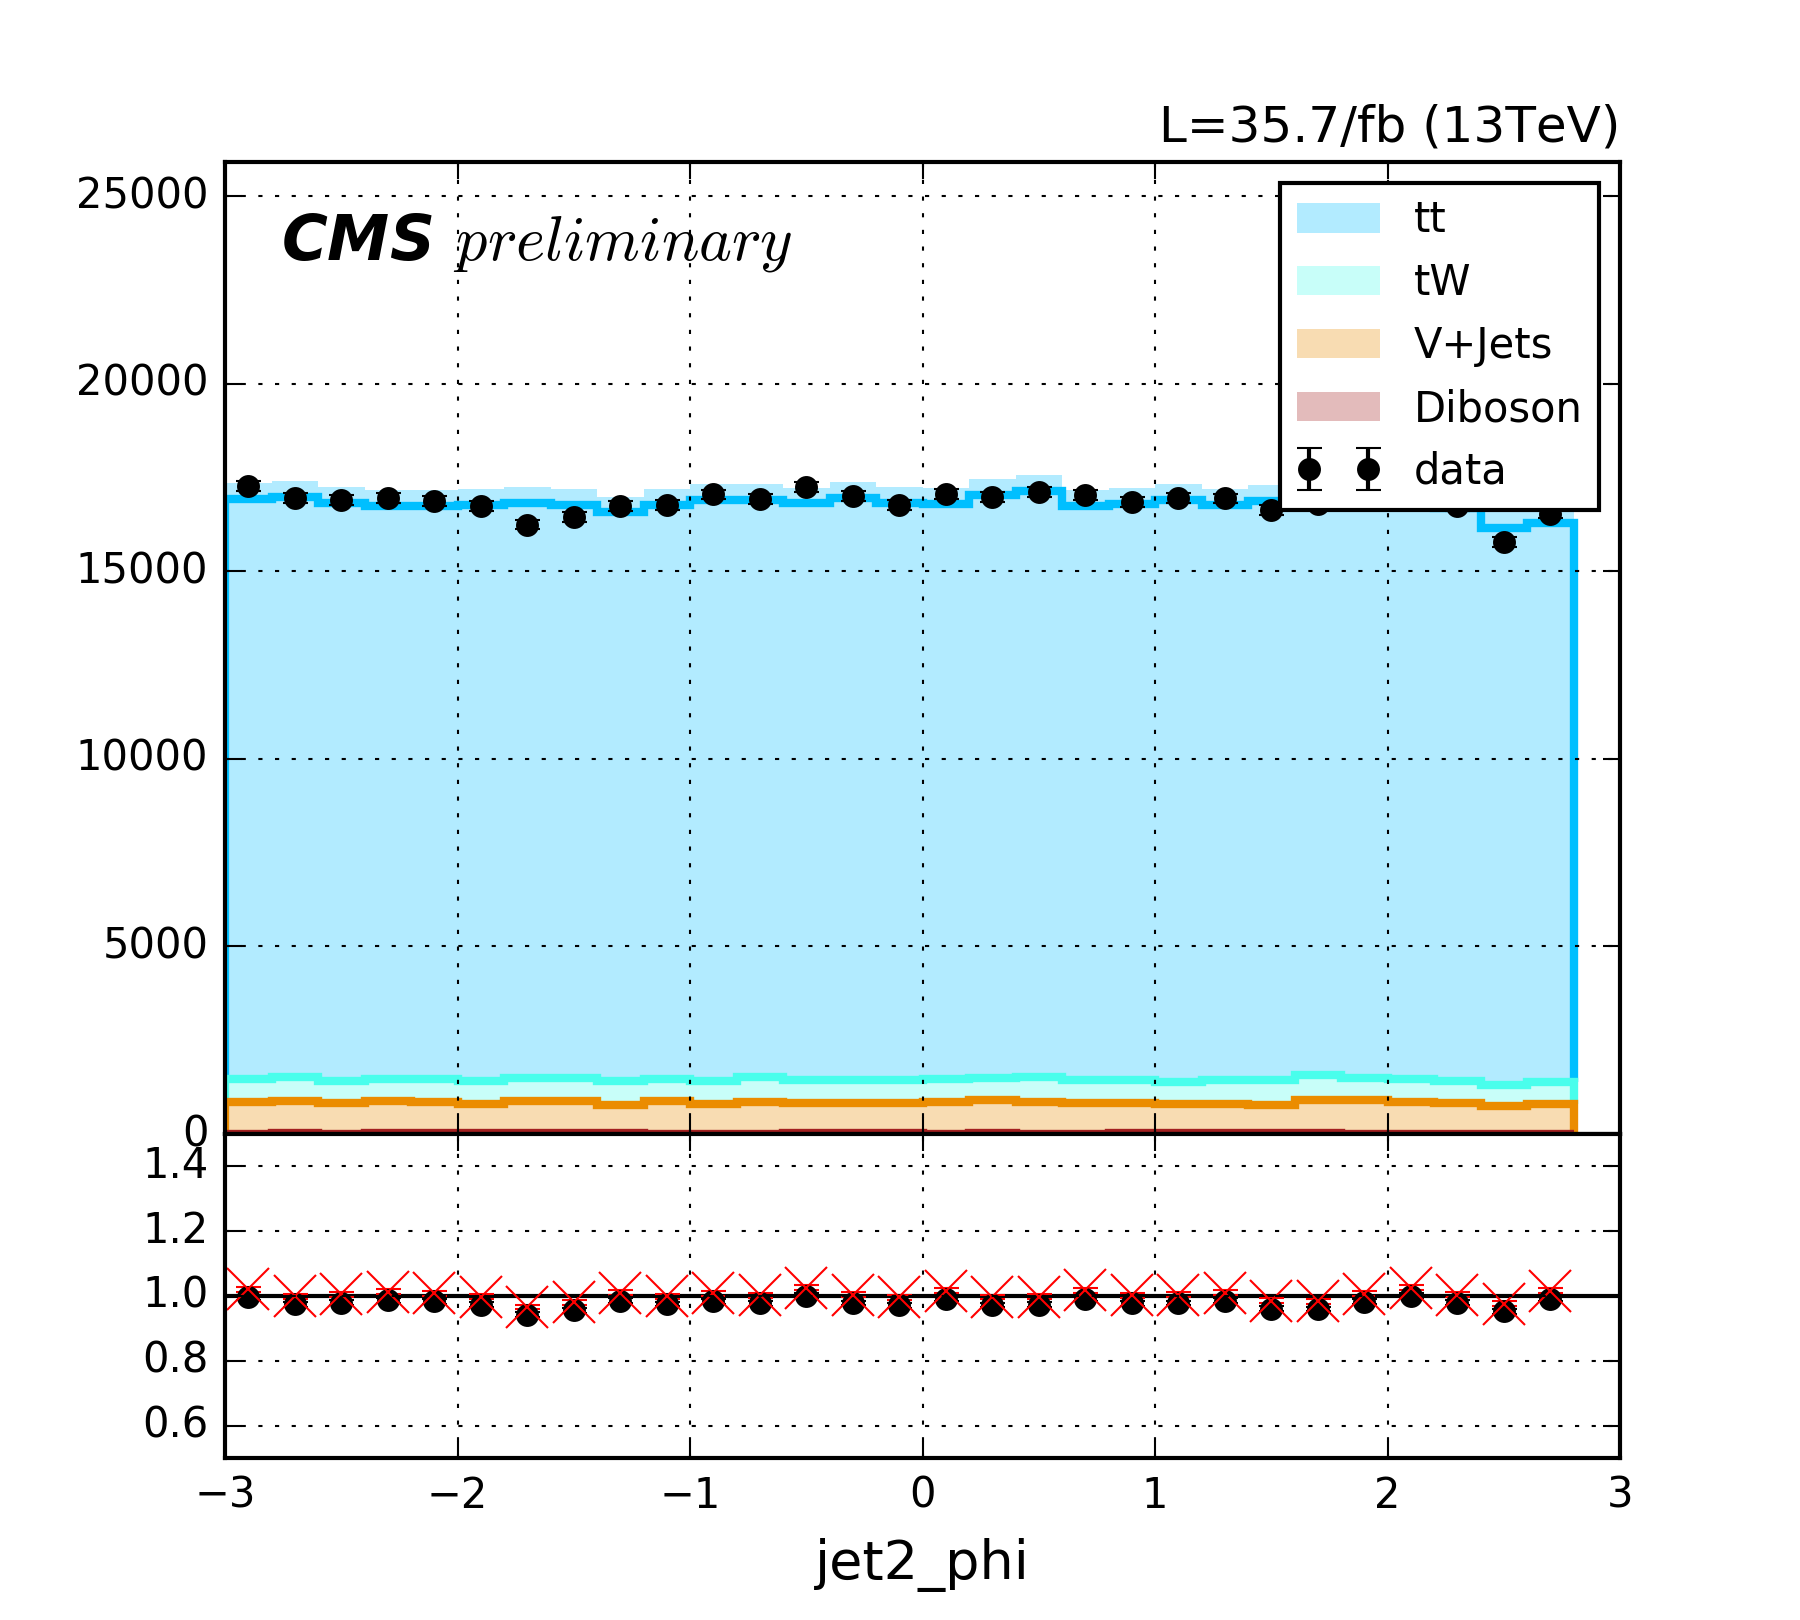 L=35.7/fb (13TeV)
CMS preliminary
25000
20000
15000
10000
5000
0
tt
tW
V+Jets
Diboson
data
1.4
1.2
1.0
0.8
0.6
−3 −2 −1 0 1 2 3
jet2_phi